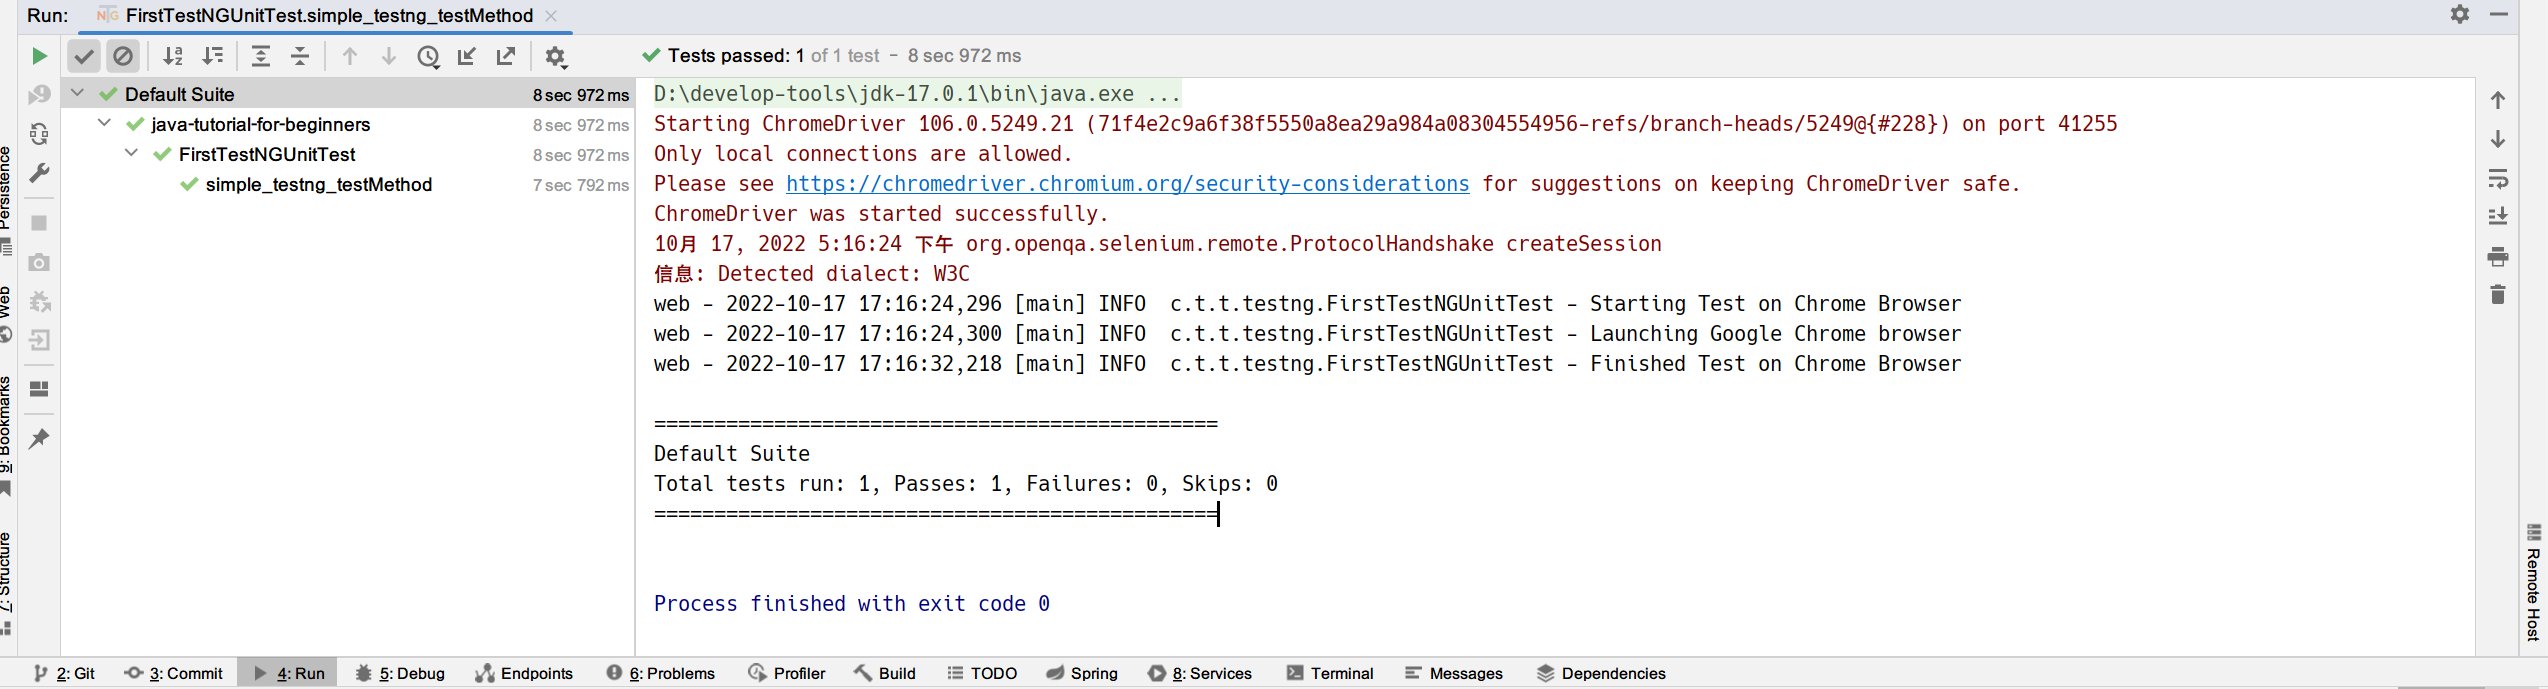 Run: FirstTestNGUnitTest.simple_testng_testMethod
Tests passed: 1 of 1 test – 8 sec 972 ms
Default Suite 8 sec 972 ms
java-tutorial-for-beginners 8 sec 972 ms
FirstTestNGUnitTest 8 sec 972 ms
simple_testng_testMethod 7 sec 792 ms
D:\develop-tools\jdk-17.0.1\bin\java.exe ...
Starting ChromeDriver 106.0.5249.21 (71f4e2c9a6f38f5550a8ea29a984a08304554956-refs/branch-heads/5249@{#228}) on port 41255
Only local connections are allowed.
Please see https://chromedriver.chromium.org/security-considerations for suggestions on keeping ChromeDriver safe.
ChromeDriver was started successfully.
10月 17, 2022 5:16:24 下午 org.openqa.selenium.remote.ProtocolHandshake createSession
信息: Detected dialect: W3C
web - 2022-10-17 17:16:24,296 [main] INFO  c.t.t.testng.FirstTestNGUnitTest - Starting Test on Chrome Browser
web - 2022-10-17 17:16:24,300 [main] INFO  c.t.t.testng.FirstTestNGUnitTest - Launching Google Chrome browser
web - 2022-10-17 17:16:32,218 [main] INFO  c.t.t.testng.FirstTestNGUnitTest - Finished Test on Chrome Browser
===============================================
Default Suite
Total tests run: 1, Passes: 1, Failures: 0, Skips: 0
===============================================
Process finished with exit code 0
Persistence
Web
9: Bookmarks
7: Structure
Remote Host
2: Git 3: Commit 4: Run 5: Debug Endpoints 6: Problems Profiler Build TODO Spring 8: Services Terminal Messages Dependencies